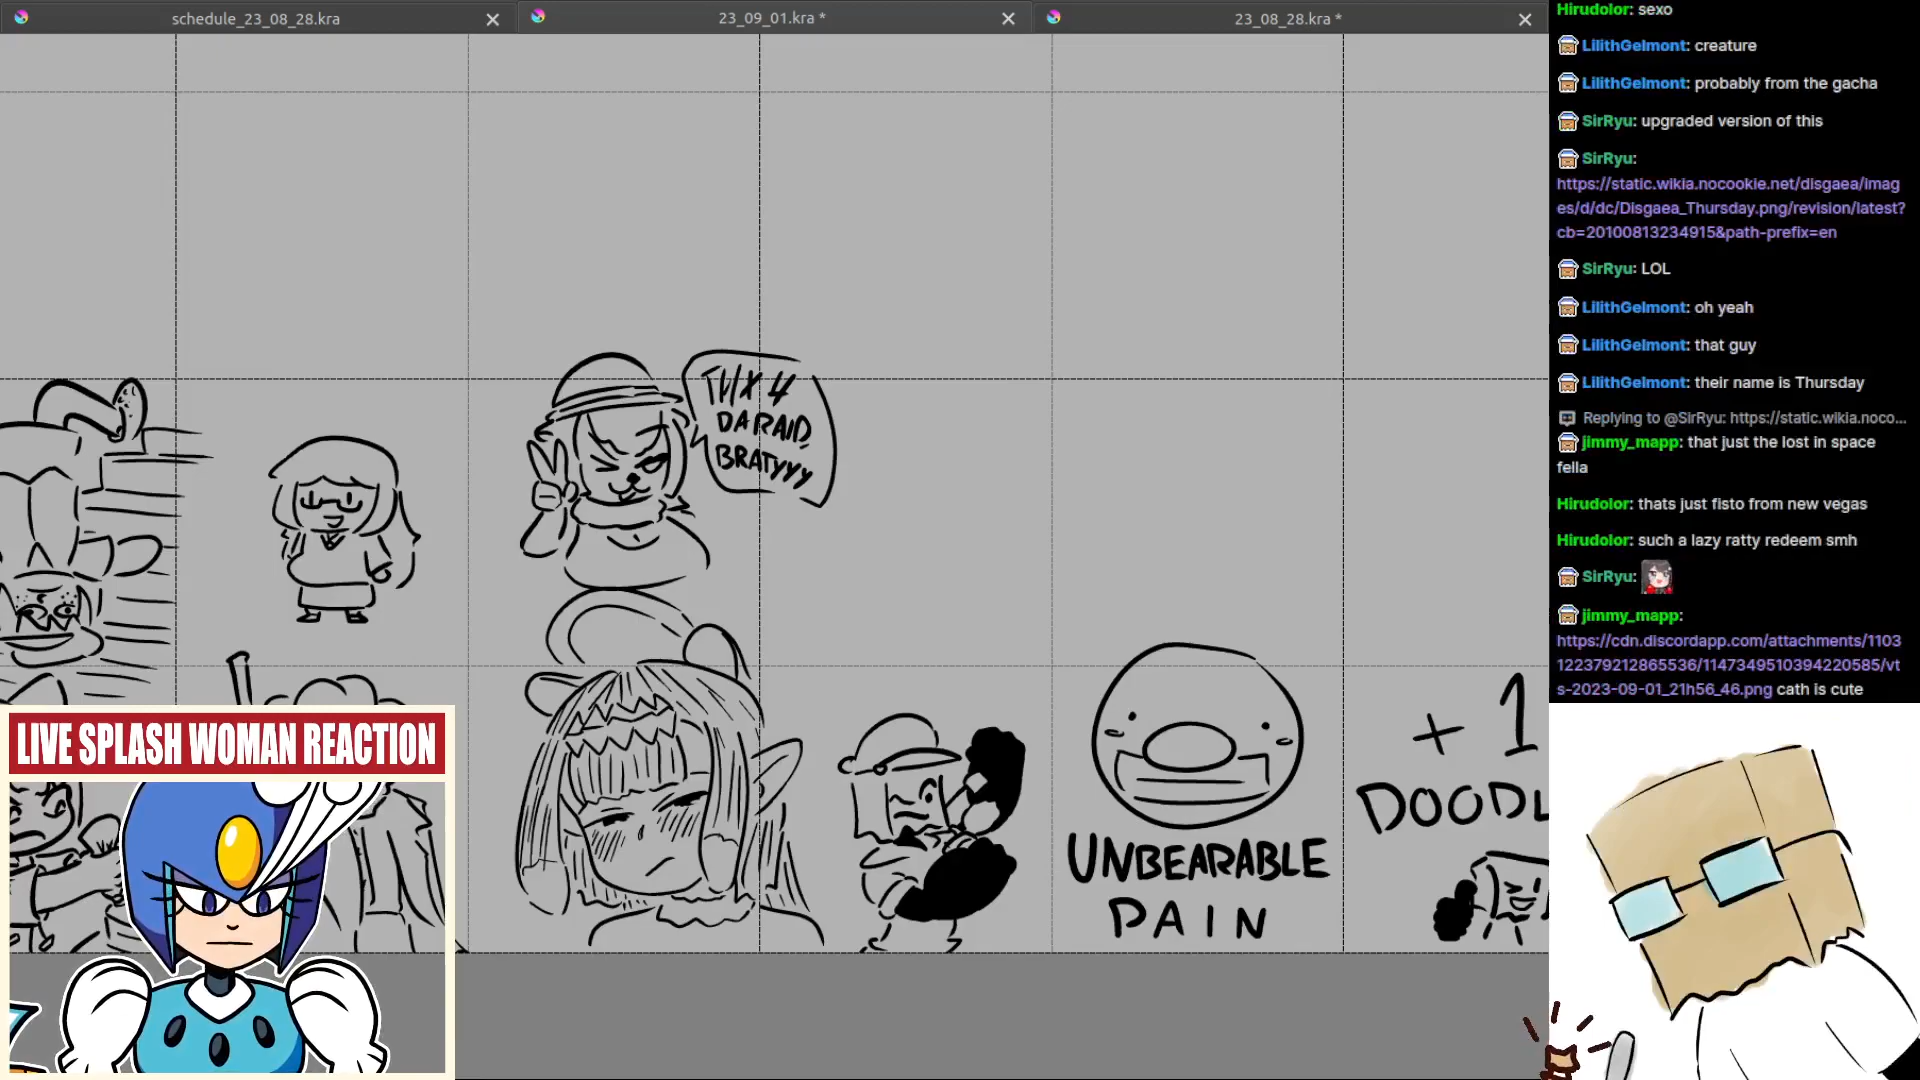 schedule_23_08_28.kra
23_09_01.kra *
23_08_28.kra *
THX 4
DA RAID
BRATYYY
UNBEARABLE
PAIN
+ 1
DOODL
LIVE SPLASH WOMAN REACTION
Hirudolor: sexo
LilithGelmont: creature
LilithGelmont: probably from the gacha
SirRyu: upgraded version of this
SirRyu:
https://static.wikia.nocookie.net/disgaea/imag
es/d/dc/Disgaea_Thursday.png/revision/latest?
cb=20100813234915&path-prefix=en
SirRyu: LOL
LilithGelmont: oh yeah
LilithGelmont: that guy
LilithGelmont: their name is Thursday
Replying to @SirRyu: https://static.wikia.noco...
jimmy_mapp: that just the lost in space
fella
Hirudolor: thats just fisto from new vegas
Hirudolor: such a lazy ratty redeem smh
SirRyu:
jimmy_mapp:
https://cdn.discordapp.com/attachments/1103
122379212865536/1147349510394220585/vt
s-2023-09-01_21h56_46.png cath is cute